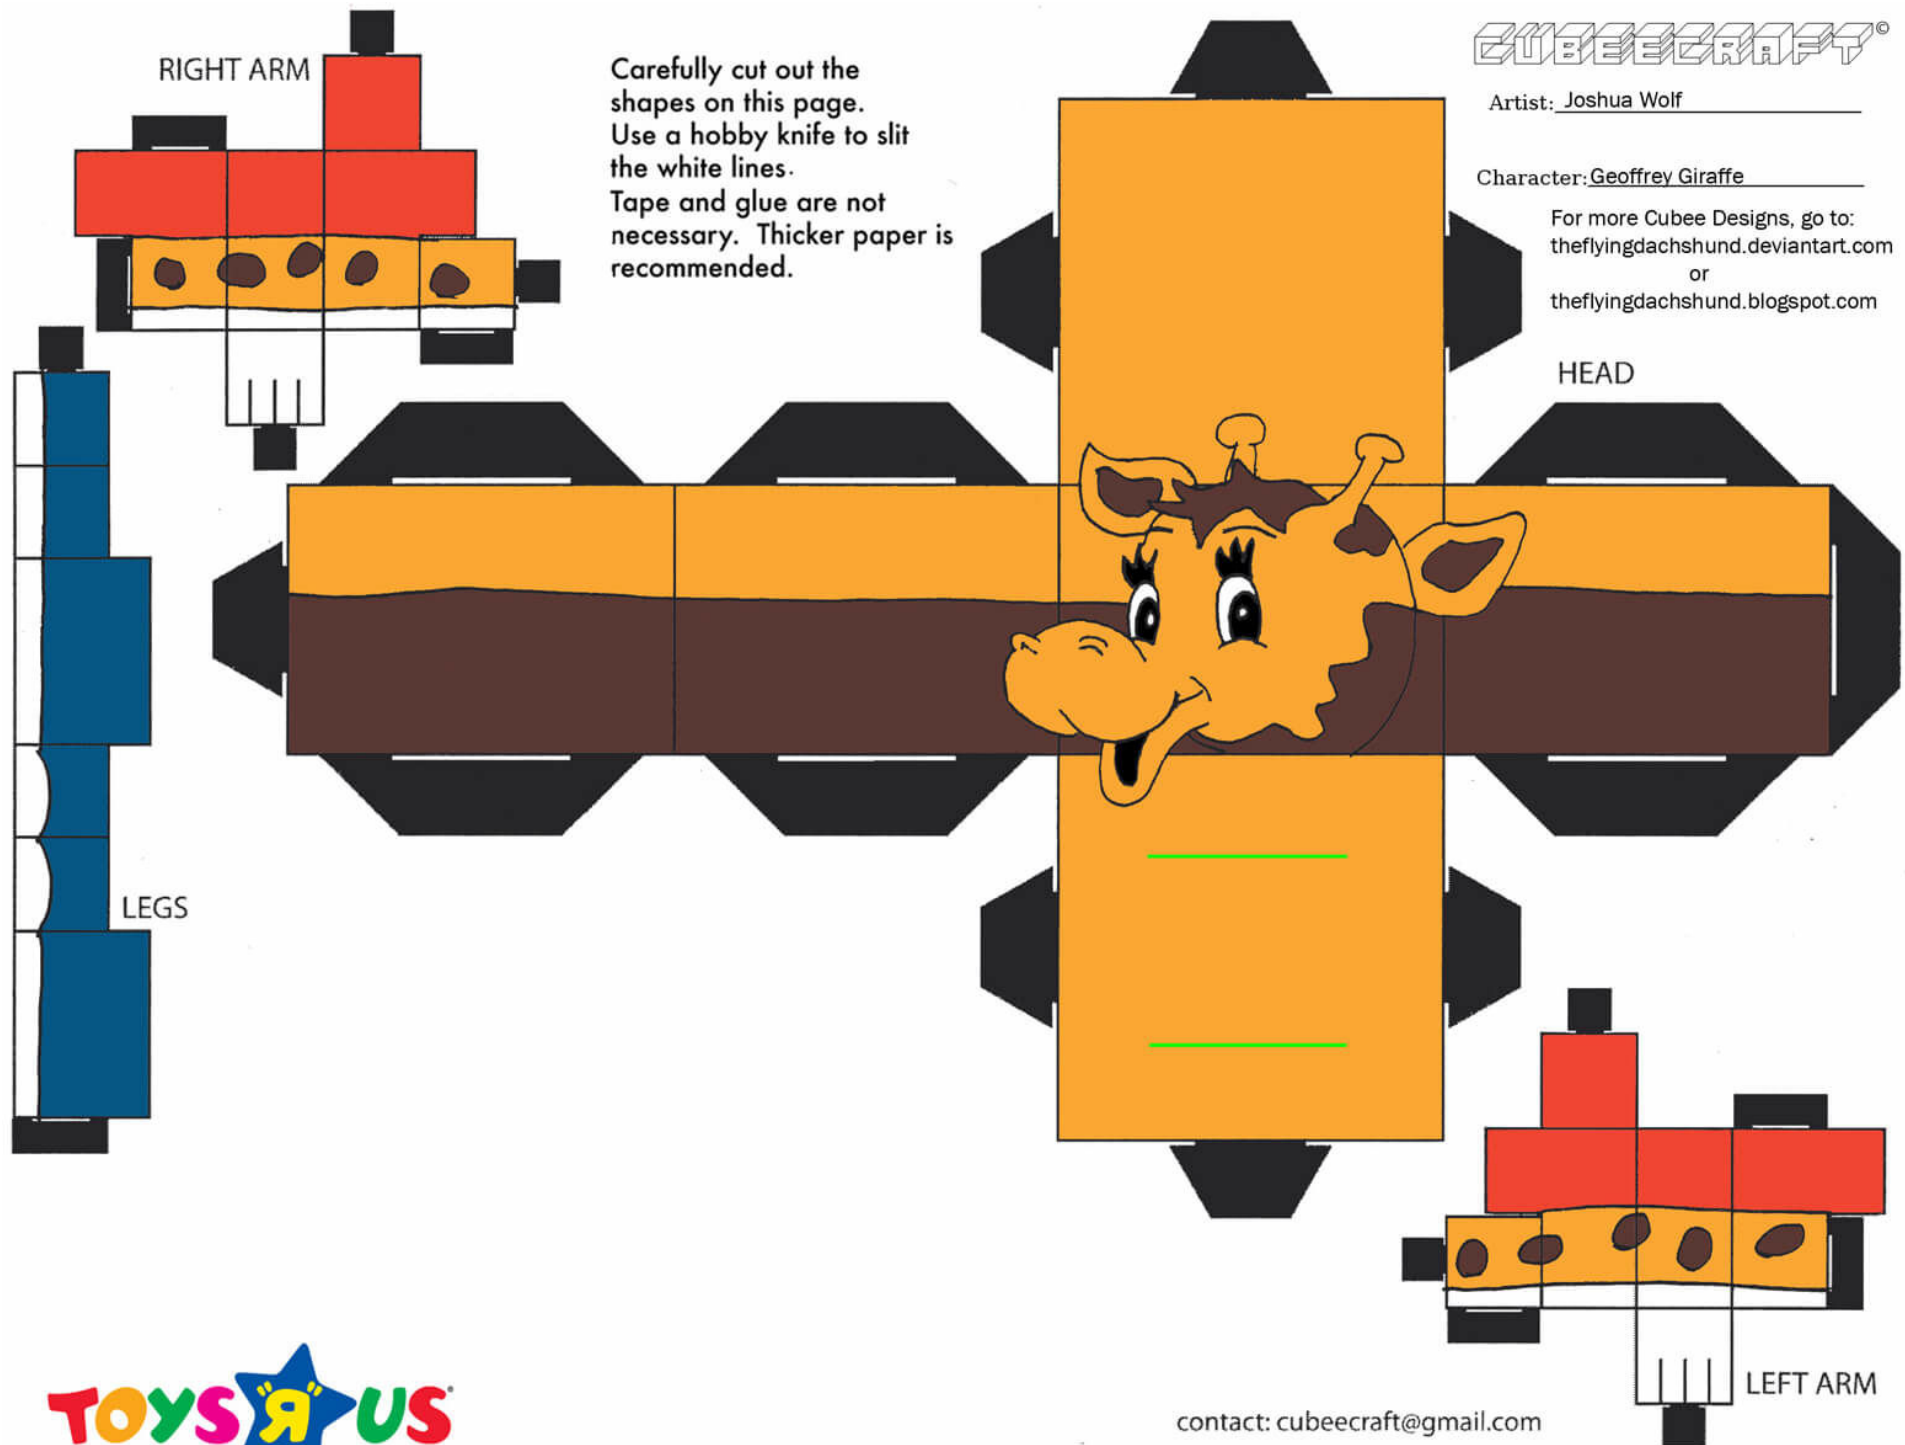 RIGHT ARM
Carefully cut out the
shapes on this page.
Use a hobby knife to slit
the white lines.
Tape and glue are not
necessary. Thicker paper is
recommended.
CUBEECRAFT©
Artist: Joshua Wolf
Character: Geoffrey Giraffe
For more Cubee Designs, go to:
theflyingdachshund.deviantart.com
or
theflyingdachshund.blogspot.com
HEAD
LEGS
LEFT ARM
contact: cubeecraft@gmail.com
TOYS "R" US